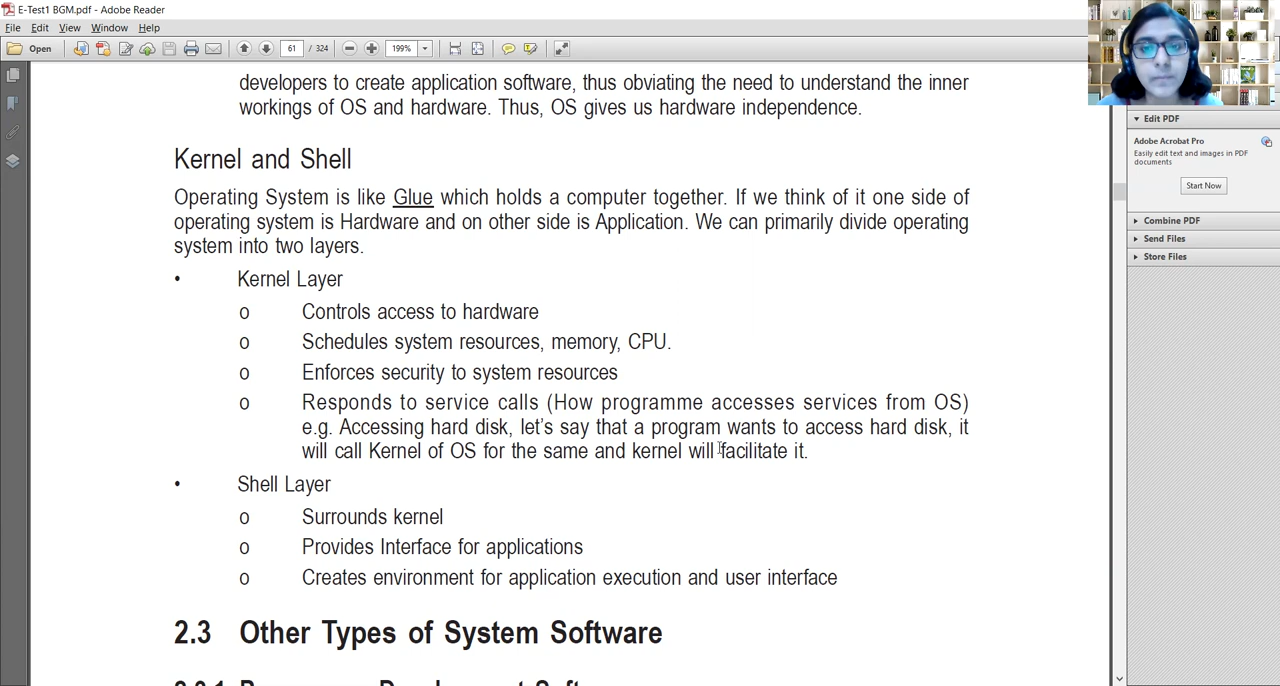 E-Test1 BGM.pdf - Adobe Reader
File Edit View Window Help
Open 61 / 324 199%
developers to create application software, thus obviating the need to understand the inner
workings of OS and hardware. Thus, OS gives us hardware independence.
Kernel and Shell
Operating System is like Glue which holds a computer together. If we think of it one side of
operating system is Hardware and on other side is Application. We can primarily divide operating
system into two layers.
• Kernel Layer
o Controls access to hardware
o Schedules system resources, memory, CPU.
o Enforces security to system resources
o Responds to service calls (How programme accesses services from OS)
e.g. Accessing hard disk, let's say that a program wants to access hard disk, it
will call Kernel of OS for the same and kernel will facilitate it.
• Shell Layer
o Surrounds kernel
o Provides Interface for applications
o Creates environment for application execution and user interface
2.3 Other Types of System Software
Edit PDF
Adobe Acrobat Pro
Easily edit text and images in PDF
documents
Start Now
Combine PDF
Send Files
Store Files